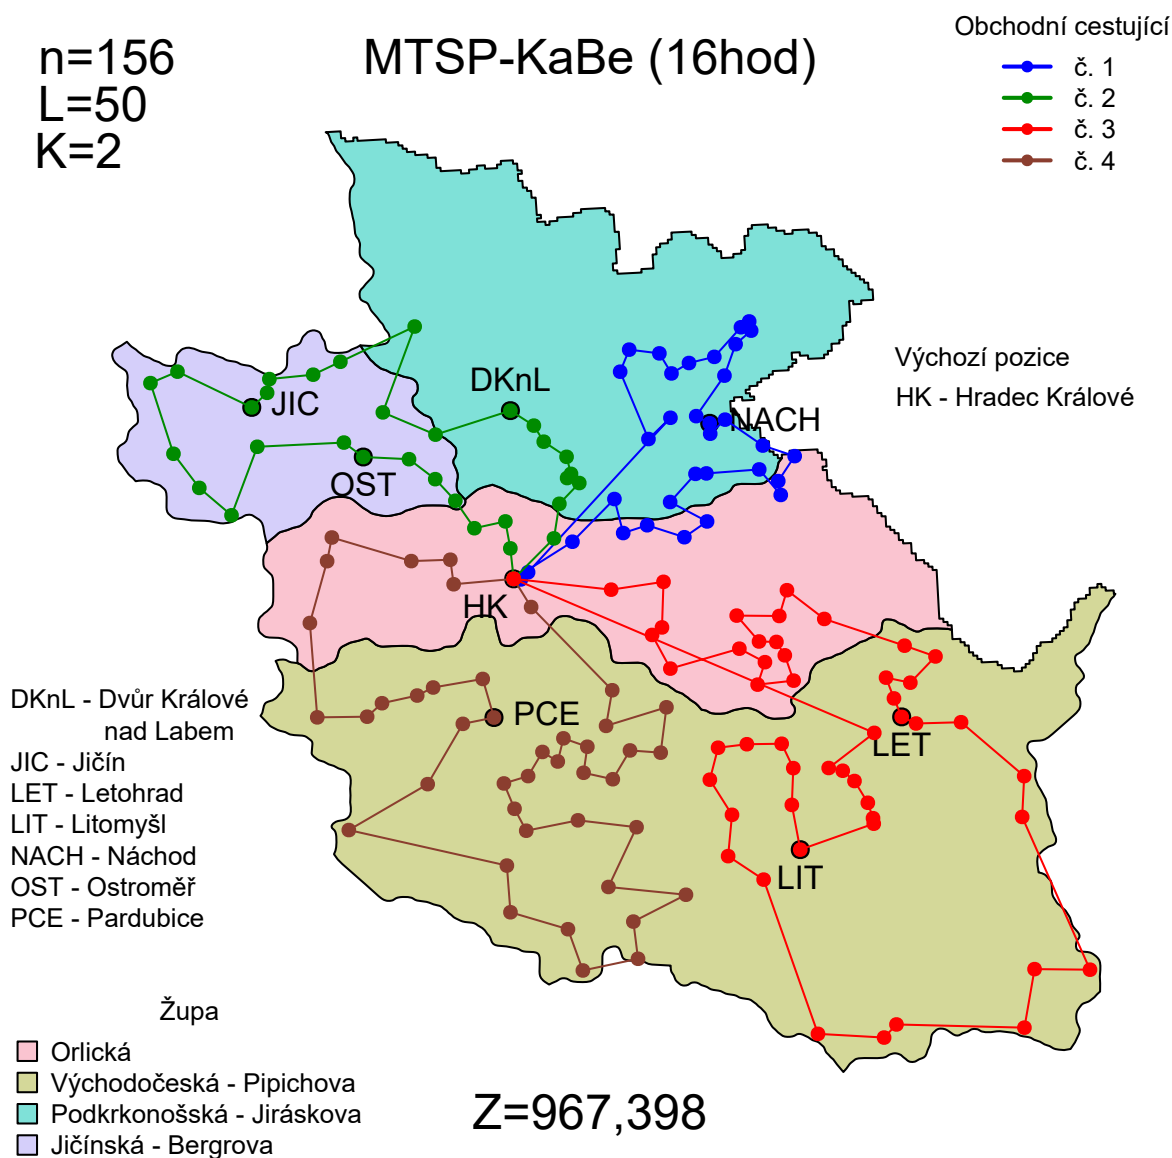 n=156
L=50
K=2
MTSP-KaBe (16hod)
Obchodní cestující
č. 1
č. 2
č. 3
č. 4
Výchozí pozice
HK - Hradec Králové
DKnL
JIC
NACH
OST
HK
PCE
LET
LIT
DKnL - Dvůr Králové
nad Labem
JIC - Jičín
LET - Letohrad
LIT - Litomyšl
NACH - Náchod
OST - Ostroměř
PCE - Pardubice
Župa
Orlická
Východočeská - Pipichova
Podkrkonošská - Jiráskova
Jičínská - Bergrova
Z=967,398